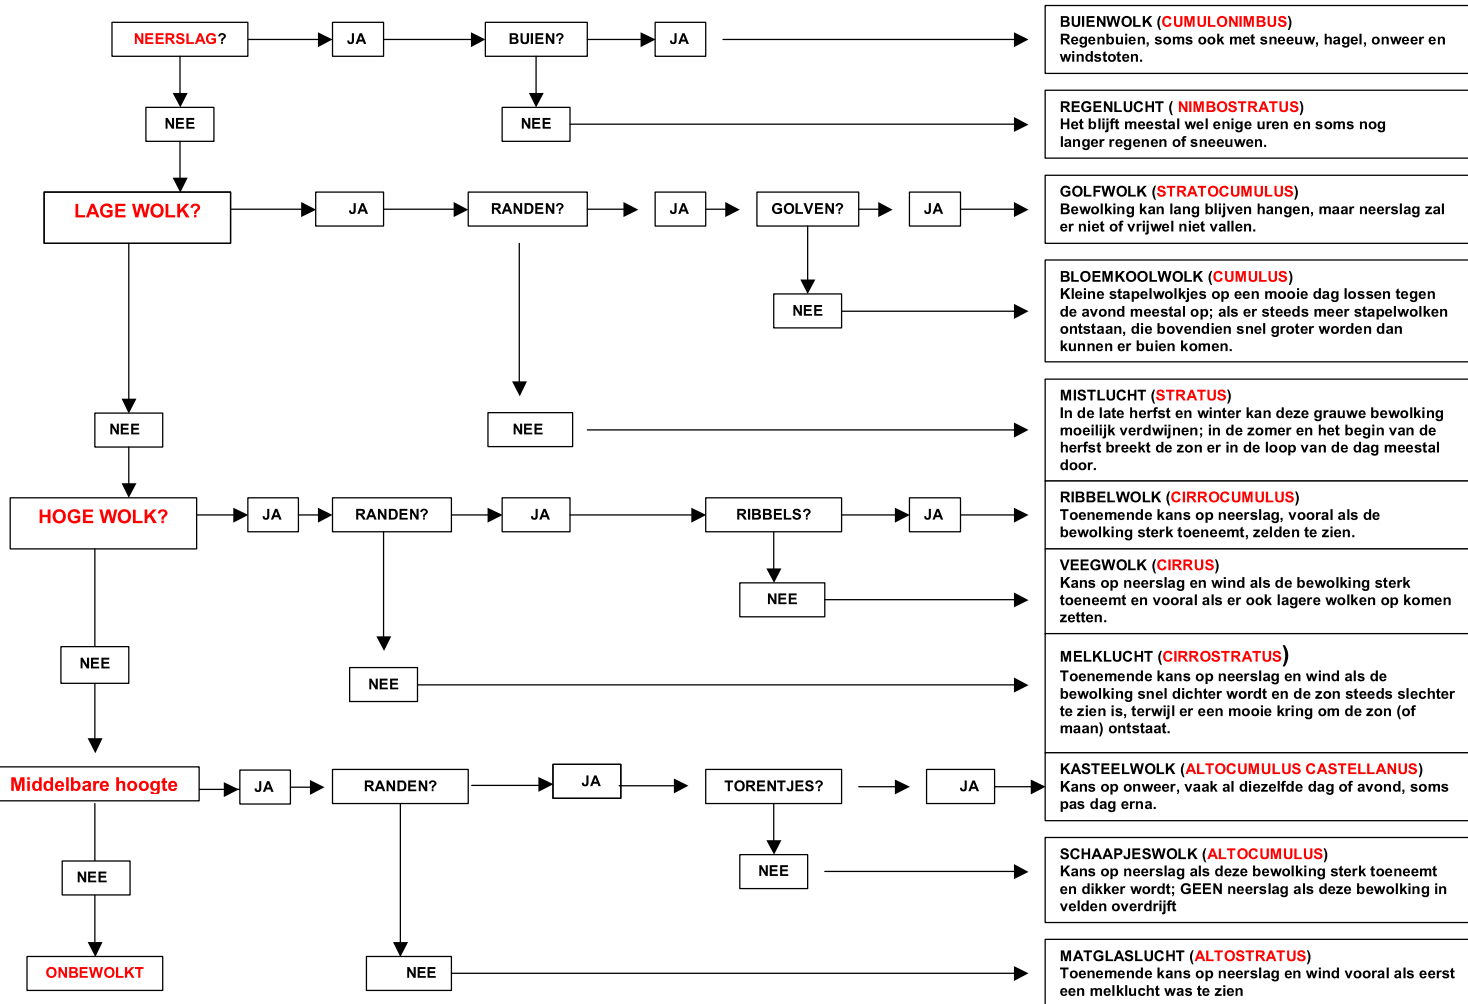 NEERSLAG?
JA
BUIEN?
JA
BUIENWOLK (CUMULONIMBUS)
Regenbuien, soms ook met sneeuw, hagel, onweer en
windstoten.
NEE
NEE
REGENLUCHT ( NIMBOSTRATUS)
Het blijft meestal wel enige uren en soms nog
langer regenen of sneeuwen.
LAGE WOLK?
JA
RANDEN?
JA
GOLVEN?
JA
GOLFWOLK (STRATOCUMULUS)
Bewolking kan lang blijven hangen, maar neerslag zal
er niet of vrijwel niet vallen.
NEE
BLOEMKOOLWOLK (CUMULUS)
Kleine stapelwolkjes op een mooie dag lossen tegen
de avond meestal op; als er steeds meer stapelwolken
ontstaan, die bovendien snel groter worden dan
kunnen er buien komen.
NEE
NEE
MISTLUCHT (STRATUS)
In de late herfst en winter kan deze grauwe bewolking
moeilijk verdwijnen; in de zomer en het begin van de
herfst breekt de zon er in de loop van de dag meestal
door.
HOGE WOLK?
JA
RANDEN?
JA
RIBBELS?
JA
RIBBELWOLK (CIRROCUMULUS)
Toenemende kans op neerslag, vooral als de
bewolking sterk toeneemt, zelden te zien.
NEE
VEEGWOLK (CIRRUS)
Kans op neerslag en wind als de bewolking sterk
toeneemt en vooral als er ook lagere wolken op komen
zetten.
NEE
NEE
MELKLUCHT (CIRROSTRATUS)
Toenemende kans op neerslag en wind als de
bewolking snel dichter wordt en de zon steeds slechter
te zien is, terwijl er een mooie kring om de zon (of
maan) ontstaat.
Middelbare hoogte
JA
RANDEN?
JA
TORENTJES?
JA
KASTEELWOLK (ALTOCUMULUS CASTELLANUS)
Kans op onweer, vaak al diezelfde dag of avond, soms
pas dag erna.
NEE
NEE
SCHAAPJESWOLK (ALTOCUMULUS)
Kans op neerslag als deze bewolking sterk toeneemt
en dikker wordt; GEEN neerslag als deze bewolking in
velden overdrijft
ONBEWOLKT
NEE
MATGLASLUCHT (ALTOSTRATUS)
Toenemende kans op neerslag en wind vooral als eerst
een melklucht was te zien